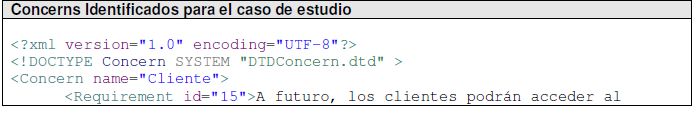 Concerns Identificados para el caso de estudio
<?xml version="1.0" encoding="UTF-8"?>
<!DOCTYPE Concern SYSTEM "DTDConcern.dtd" >
<Concern name="Cliente">
<Requirement id="15">A futuro, los clientes podrán acceder al